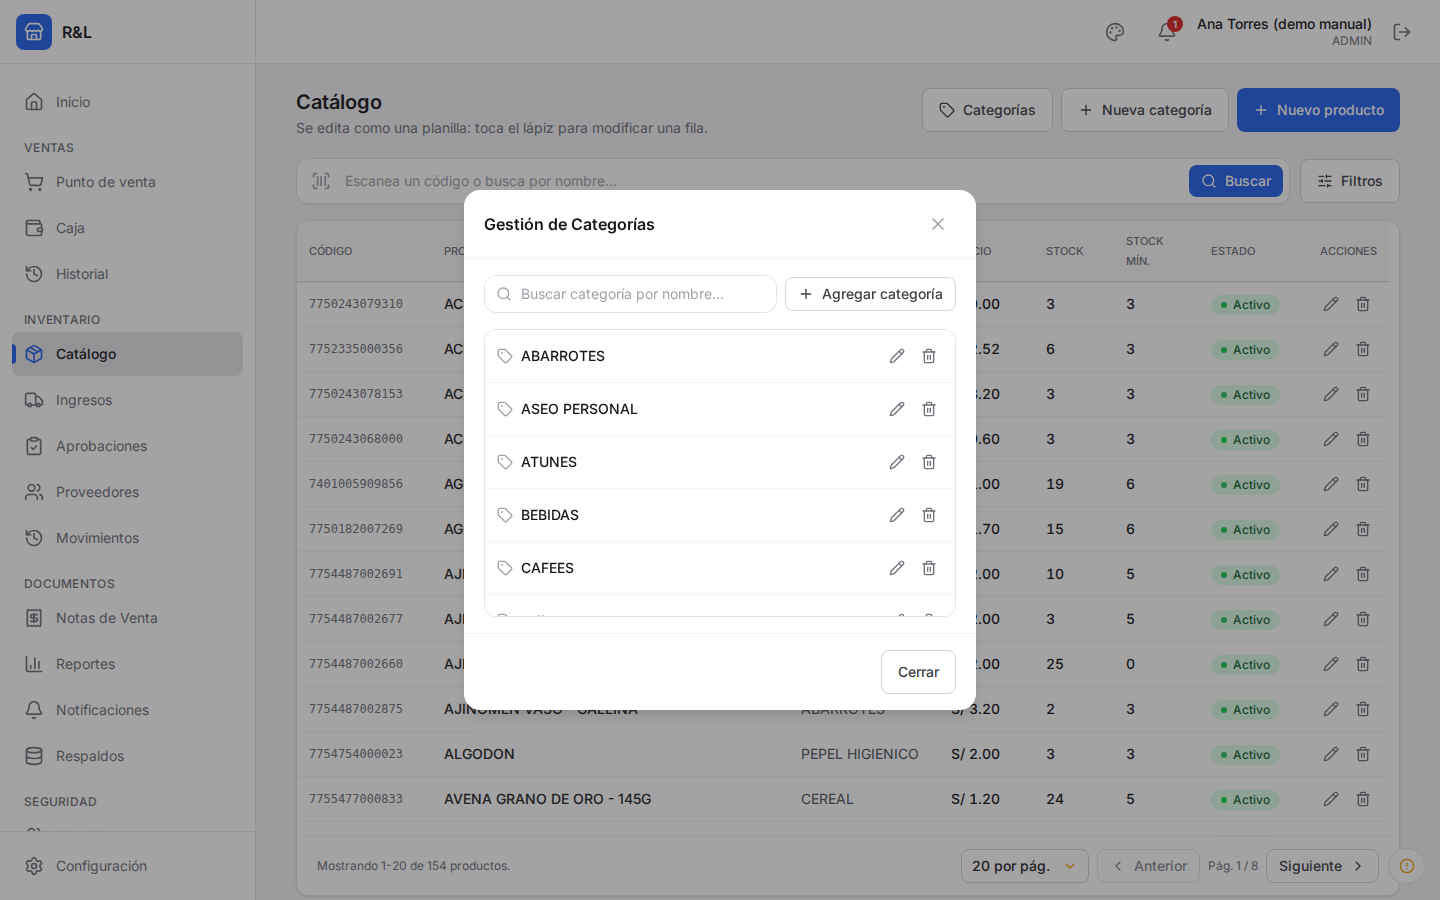 R&L
1
Ana Torres (demo manual)
ADMIN
Inicio
VENTAS
Punto de venta
Caja
Historial
INVENTARIO
Catálogo
Ingresos
Aprobaciones
Proveedores
Movimientos
DOCUMENTOS
Notas de Venta
Reportes
Notificaciones
Respaldos
SEGURIDAD
Configuración
Catálogo
Se edita como una planilla: toca el lápiz para modificar una fila.
Categorías
Nueva categoría
Nuevo producto
Escanea un código o busca por nombre...
Buscar
Filtros
Gestión de Categorías
Buscar categoría por nombre...
Agregar categoría
ABARROTES
ASEO PERSONAL
ATUNES
BEBIDAS
CAFEES
Cerrar
CÓDIGO STOCK STOCK MÍN. ESTADO ACCIONES
7750243079310 3 3 Activo
7752335000356 6 3 Activo
7750243078153 3 3 Activo
7750243068000 3 3 Activo
7401005909856 19 6 Activo
7750182007269 15 6 Activo
7754487002691 10 5 Activo
7754487002677 3 5 Activo
7754487002660 25 0 Activo
7754487002875 AJINOMEN VASO - GALLINA ABARROTES S/ 3.20 2 3 Activo
7754754000023 ALGODON PEPEL HIGIENICO S/ 2.00 3 3 Activo
7755477000833 AVENA GRANO DE ORO - 145G CEREAL S/ 1.20 24 5 Activo
Mostrando 1-20 de 154 productos.
20 por pág.
Anterior
Pág. 1 / 8
Siguiente